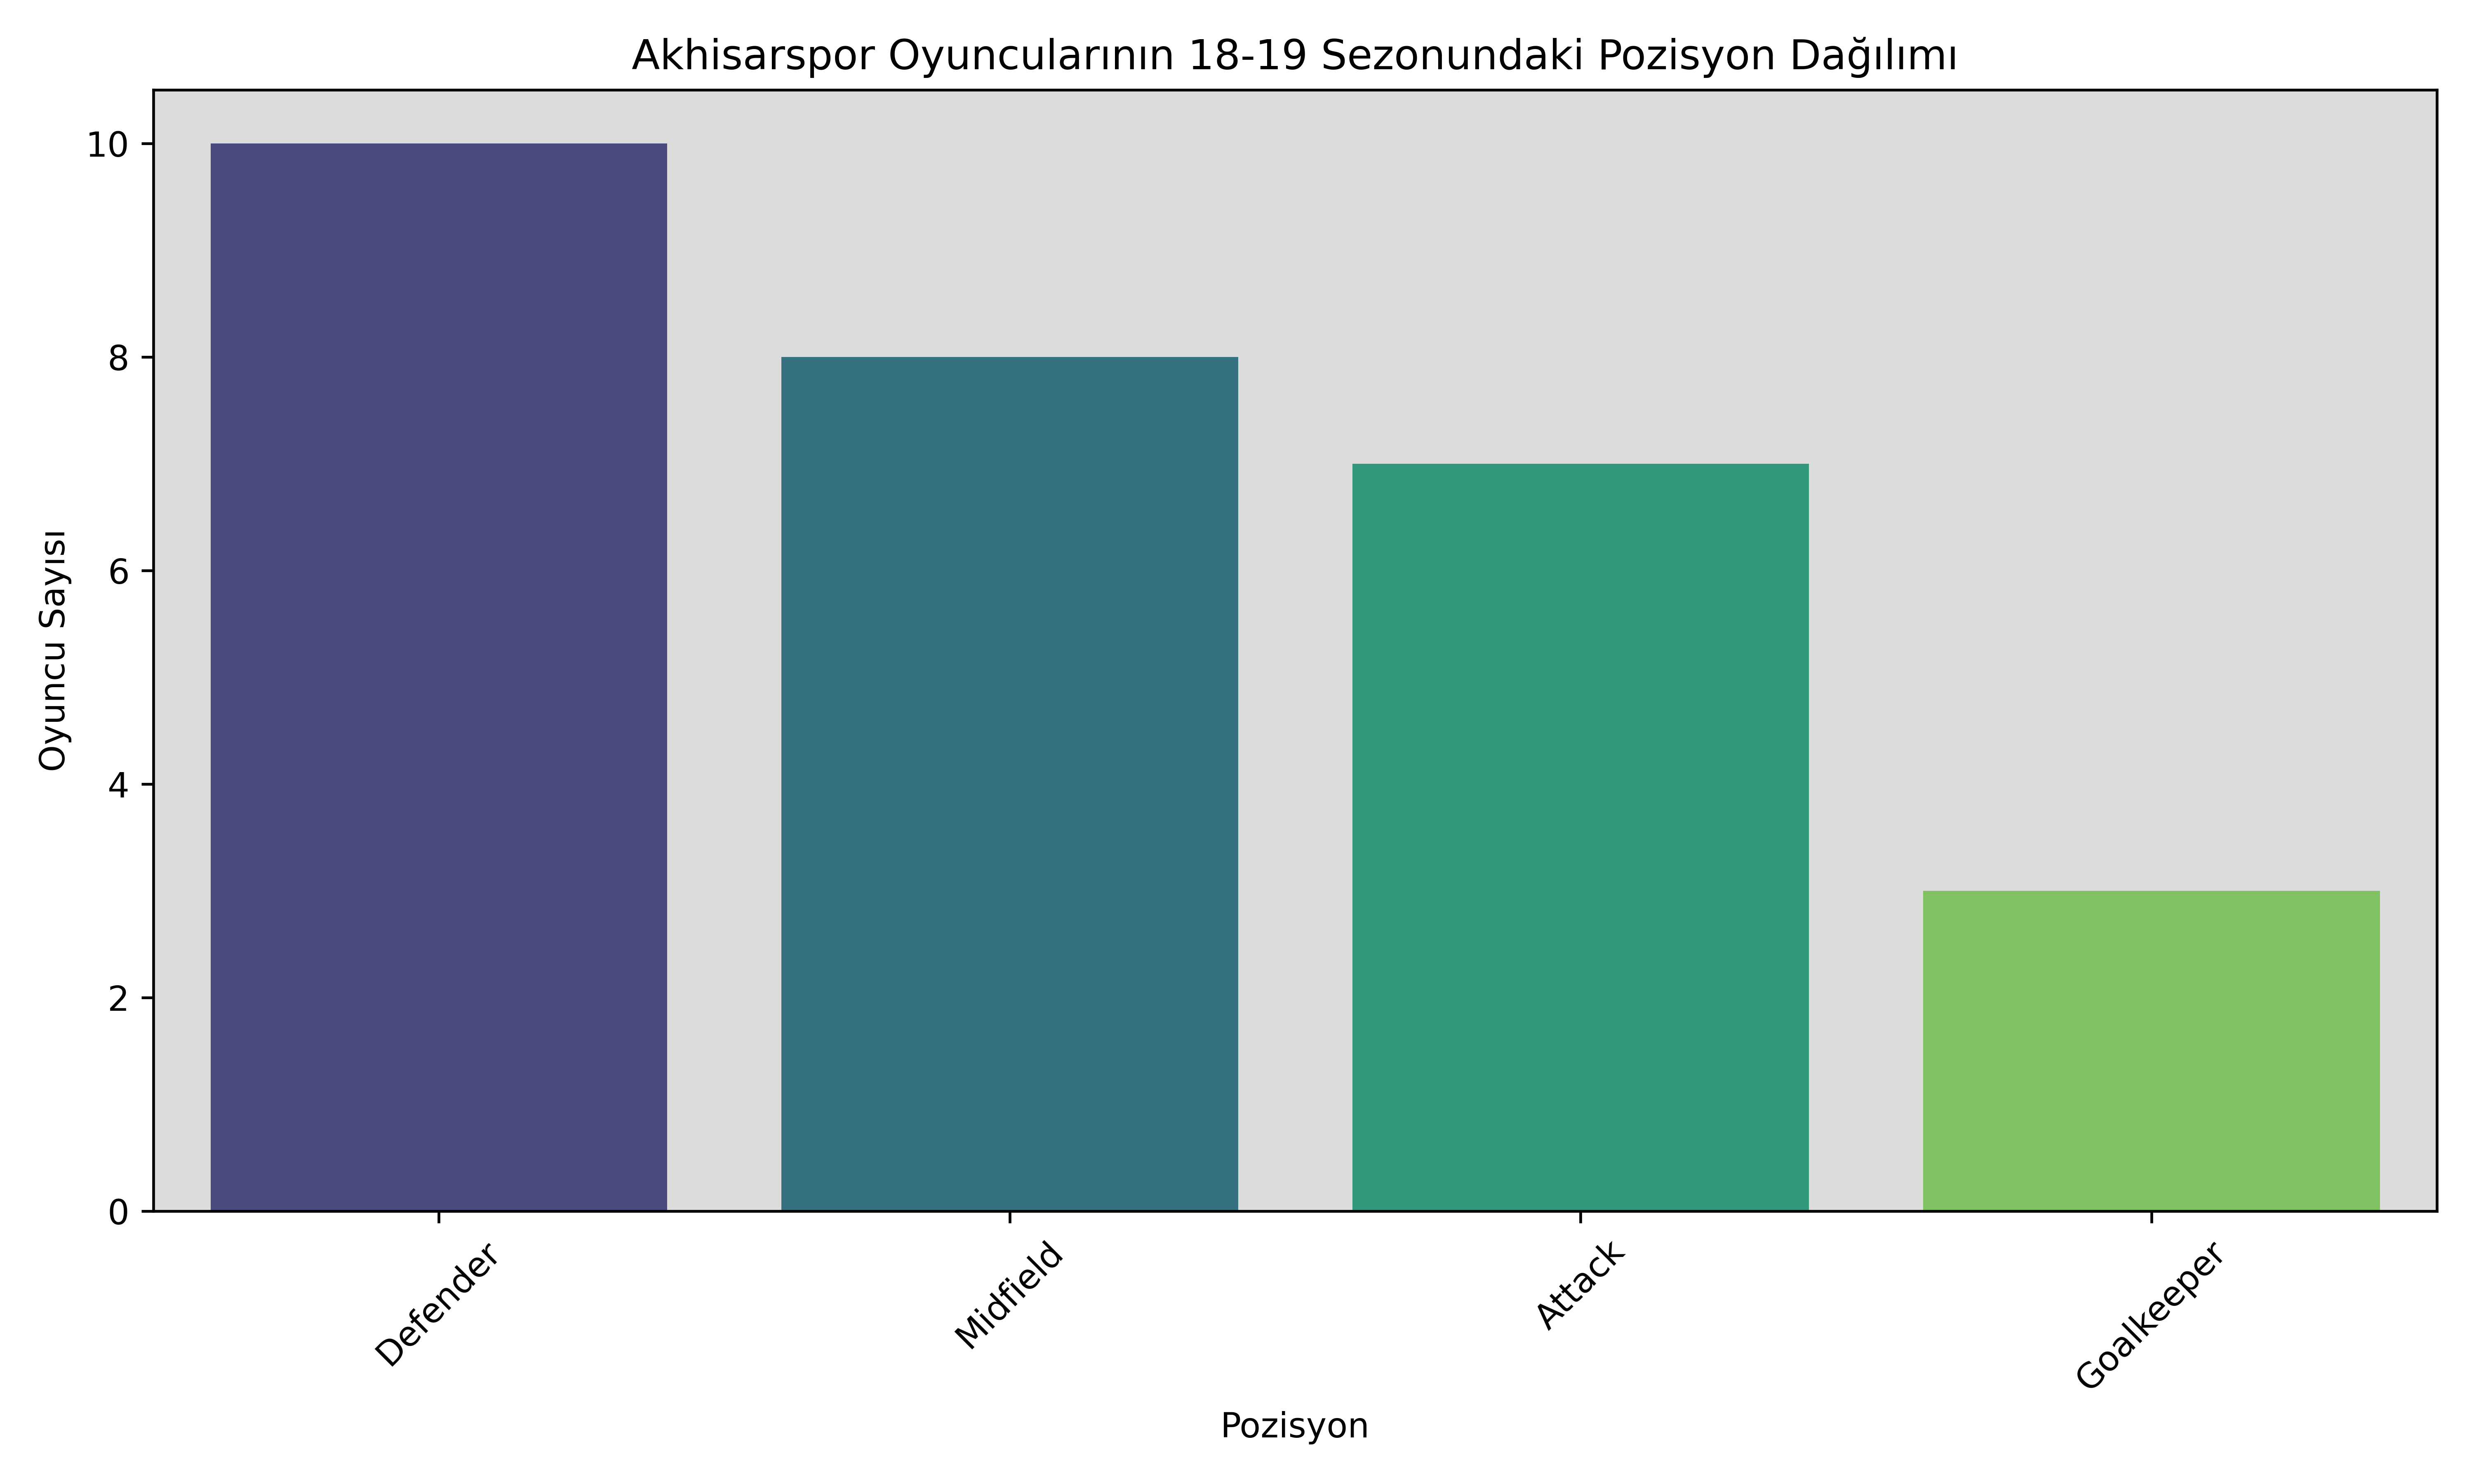 Akhisarspor Oyuncularının 18-19 Sezonundaki Pozisyon Dağılımı
Oyuncu Sayısı
10
8
6
4
2
0
Defender
Midfield
Attack
Goalkeeper
Pozisyon